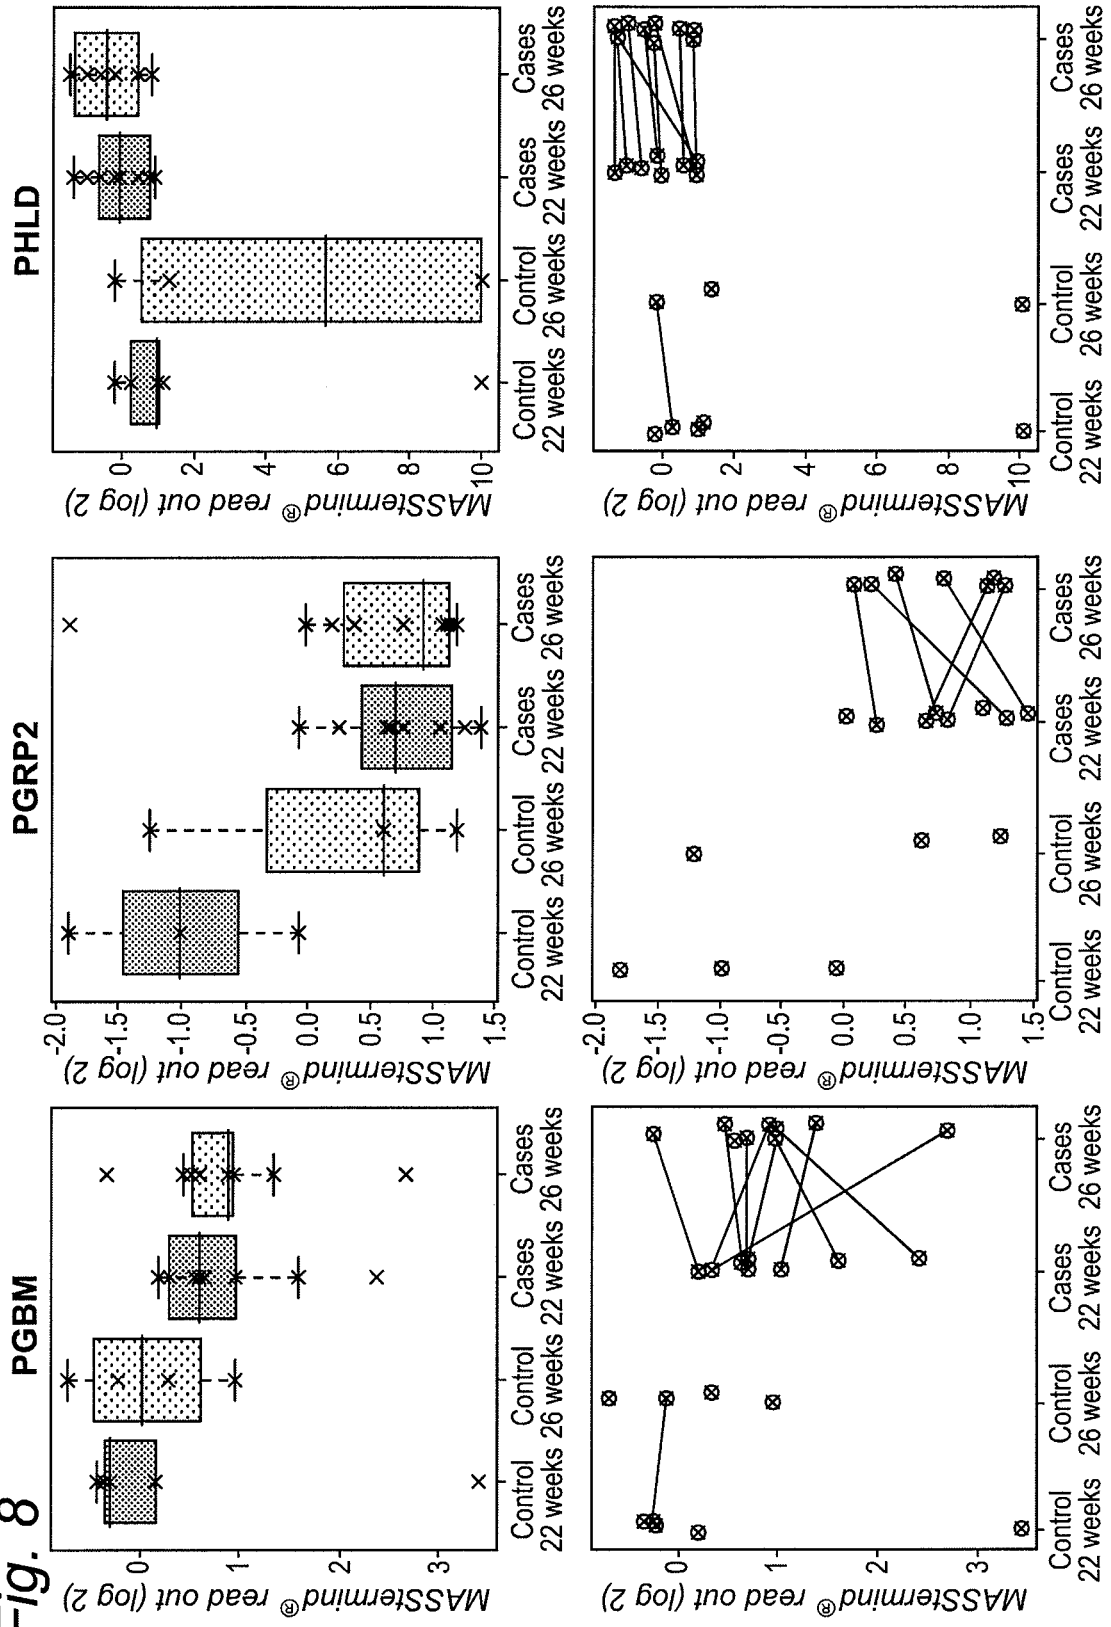 Fig. 8
PGBM
MASStermind® read out (log 2)
0
1
2
3
Control
22 weeks
Control
26 weeks
Cases
22 weeks
Cases
26 weeks
PGRP2
MASStermind® read out (log 2)
-2.0
-1.5
-1.0
-0.5
0.0
0.5
1.0
1.5
Control
22 weeks
Control
26 weeks
Cases
22 weeks
Cases
26 weeks
PHLD
MASStermind® read out (log 2)
0
2
4
6
8
10
Control
22 weeks
Control
26 weeks
Cases
22 weeks
Cases
26 weeks
MASStermind® read out (log 2)
0
1
2
3
Control
22 weeks
Control
26 weeks
Cases
22 weeks
Cases
26 weeks
MASStermind® read out (log 2)
-2.0
-1.5
-1.0
-0.5
0.0
0.5
1.0
1.5
Control
22 weeks
Control
26 weeks
Cases
22 weeks
Cases
26 weeks
MASStermind® read out (log 2)
0
2
4
6
8
10
Control
22 weeks
Control
26 weeks
Cases
22 weeks
Cases
26 weeks